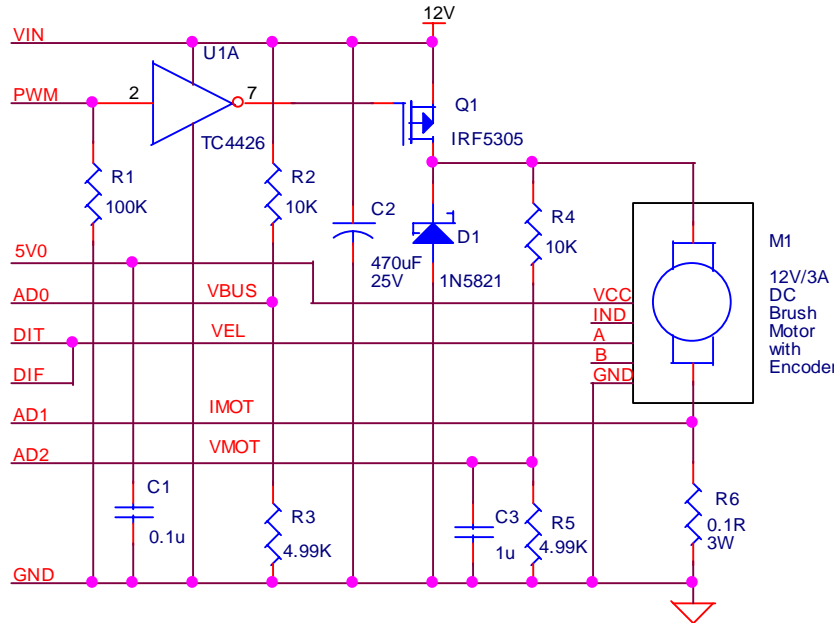 12V
VIN
U1A
PWM
2
7
Q1
TC4426
IRF5305
R1
100K
R2
10K
C2
470uF
25V
D1
1N5821
R4
10K
M1
12V/3A
DC
Brush
Motor
with
Encoder
5V0
AD0
VBUS
VCC
IND
DIT
VEL
A
B
DIF
GND
AD1
IMOT
AD2
VMOT
C1
0.1u
R3
4.99K
C3
1u
R5
4.99K
R6
0.1R
3W
GND